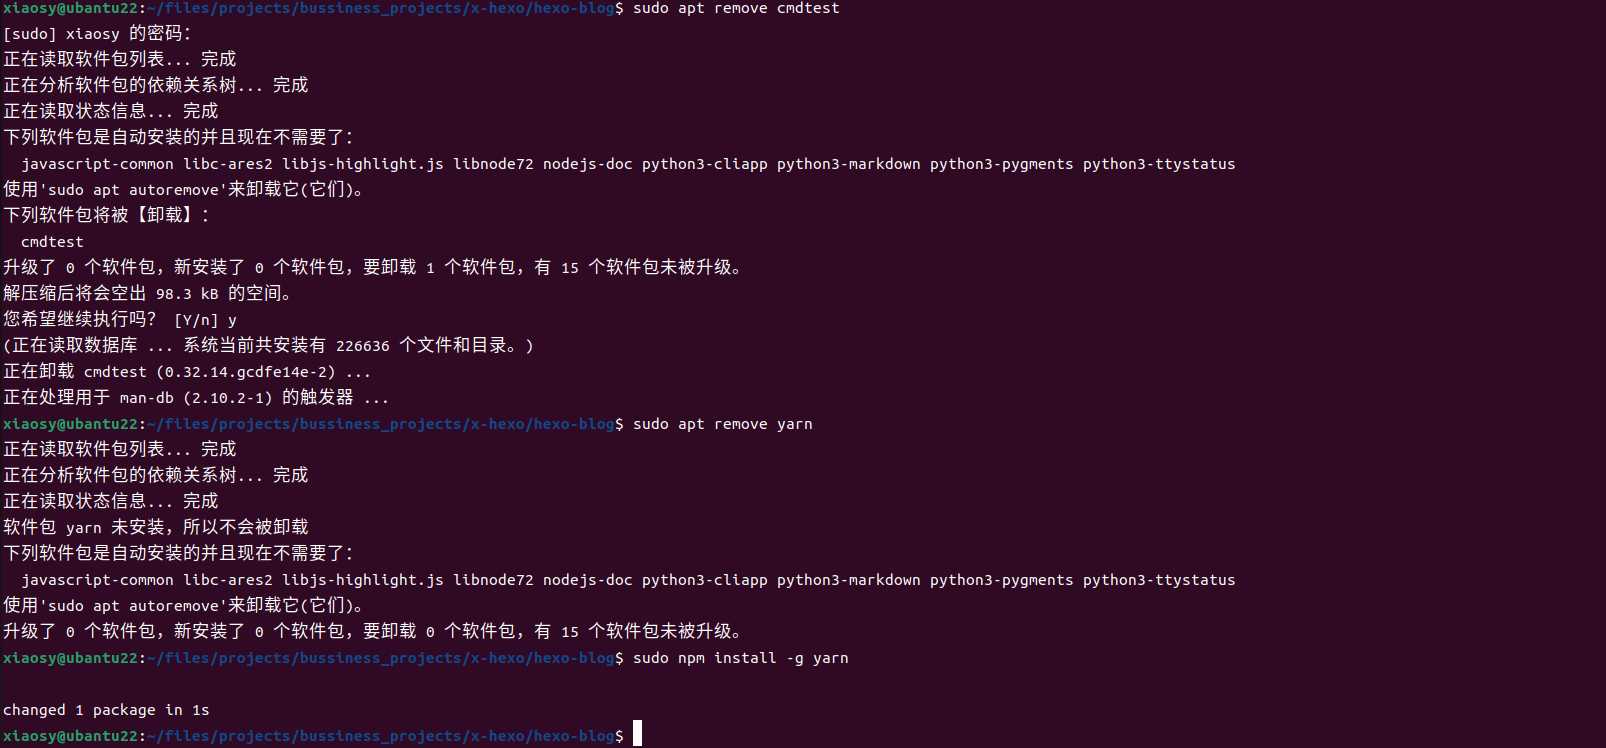 xiaosy@ubantu22:~/files/projects/bussiness_projects/x-hexo/hexo-blog$ sudo apt remove cmdtest
[sudo] xiaosy 的密码：
正在读取软件包列表... 完成
正在分析软件包的依赖关系树... 完成
正在读取状态信息... 完成
下列软件包是自动安装的并且现在不需要了：
  javascript-common libc-ares2 libjs-highlight.js libnode72 nodejs-doc python3-cliapp python3-markdown python3-pygments python3-ttystatus
使用'sudo apt autoremove'来卸载它(它们)。
下列软件包将被【卸载】：
  cmdtest
升级了 0 个软件包，新安装了 0 个软件包，要卸载 1 个软件包，有 15 个软件包未被升级。
解压缩后将会空出 98.3 kB 的空间。
您希望继续执行吗？ [Y/n] y
(正在读取数据库 ... 系统当前共安装有 226636 个文件和目录。)
正在卸载 cmdtest (0.32.14.gcdfe14e-2) ...
正在处理用于 man-db (2.10.2-1) 的触发器 ...
xiaosy@ubantu22:~/files/projects/bussiness_projects/x-hexo/hexo-blog$ sudo apt remove yarn
正在读取软件包列表... 完成
正在分析软件包的依赖关系树... 完成
正在读取状态信息... 完成
软件包 yarn 未安装，所以不会被卸载
下列软件包是自动安装的并且现在不需要了：
  javascript-common libc-ares2 libjs-highlight.js libnode72 nodejs-doc python3-cliapp python3-markdown python3-pygments python3-ttystatus
使用'sudo apt autoremove'来卸载它(它们)。
升级了 0 个软件包，新安装了 0 个软件包，要卸载 0 个软件包，有 15 个软件包未被升级。
xiaosy@ubantu22:~/files/projects/bussiness_projects/x-hexo/hexo-blog$ sudo npm install -g yarn
changed 1 package in 1s
xiaosy@ubantu22:~/files/projects/bussiness_projects/x-hexo/hexo-blog$